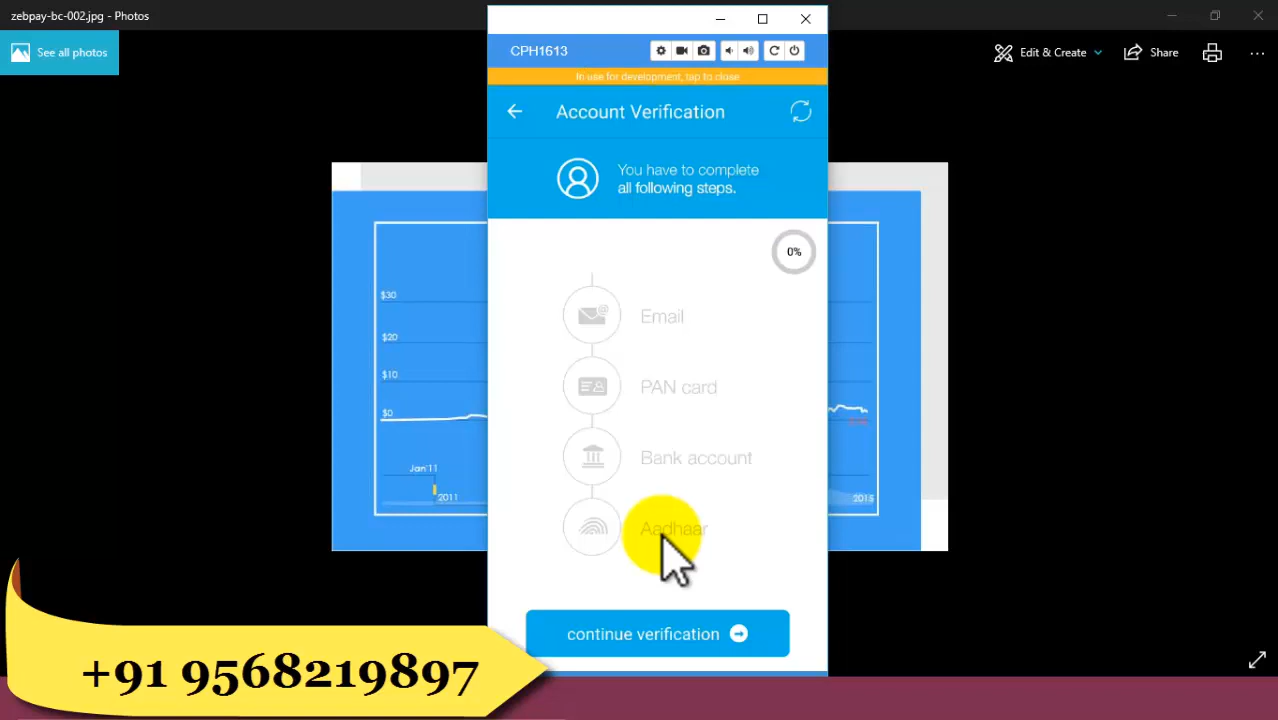 zebpay-bc-002.jpg - Photos
See all photos
Edit & Create
Share
CPH1613
In use for development, tap to close
Account Verification
You have to complete
all following steps.
0%
Email
PAN card
Bank account
Aadhaar
continue verification
$30
$20
$10
$0
Jan'11
2011
2015
+91 9568219897